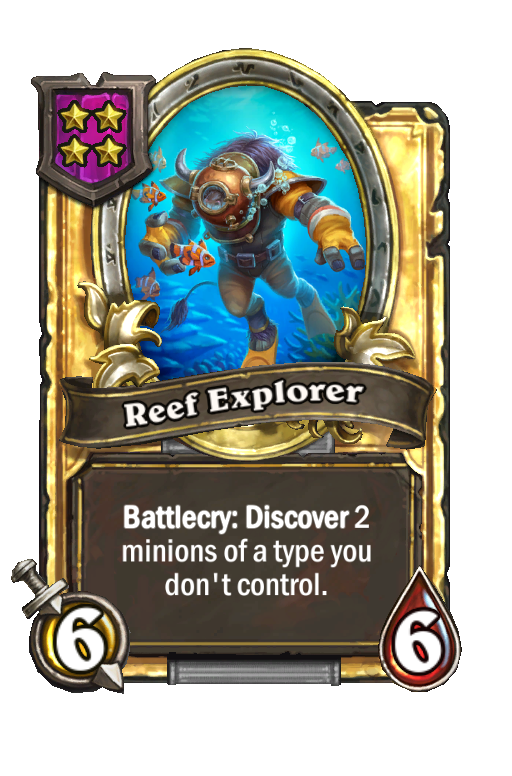 Reef Explorer
Battlecry: Discover 2
minions of a type you
don't control.
6
6